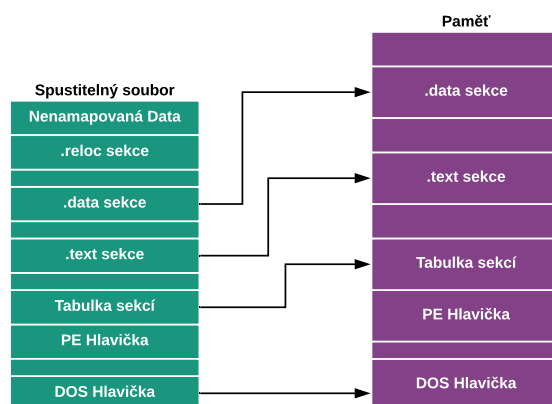 Paměť
.data sekce
.text sekce
Tabulka sekcí
PE Hlavička
DOS Hlavička
Spustitelný soubor
Nenamapovaná Data
.reloc sekce
.data sekce
.text sekce
Tabulka sekcí
PE Hlavička
DOS Hlavička